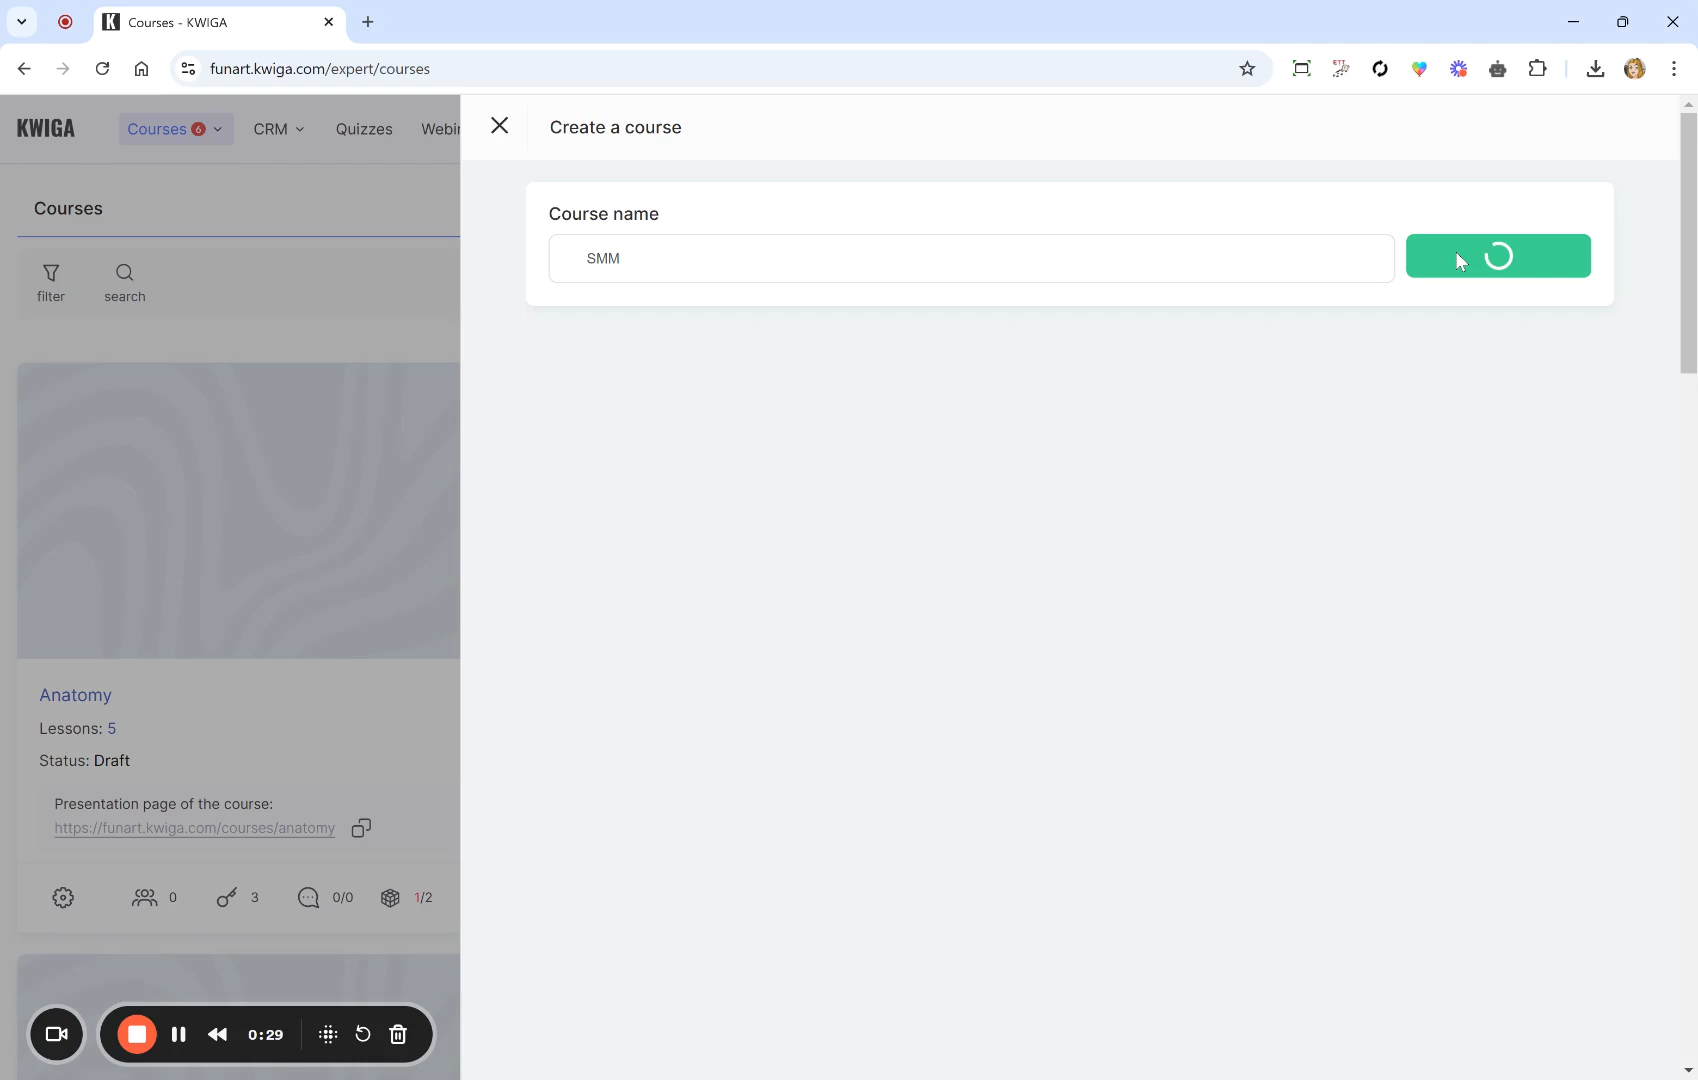 Courses - KWIGA
funart.kwiga.com/expert/courses
ETT
KWIGA
Courses 6
CRM
Quizzes
Webin
Create a course
Courses
Course name
SMM
filter
search
Anatomy
Lessons: 5
Status: Draft
Presentation page of the course:
https://funart.kwiga.com/courses/anatomy
0
3
0/0
1/2
0:29